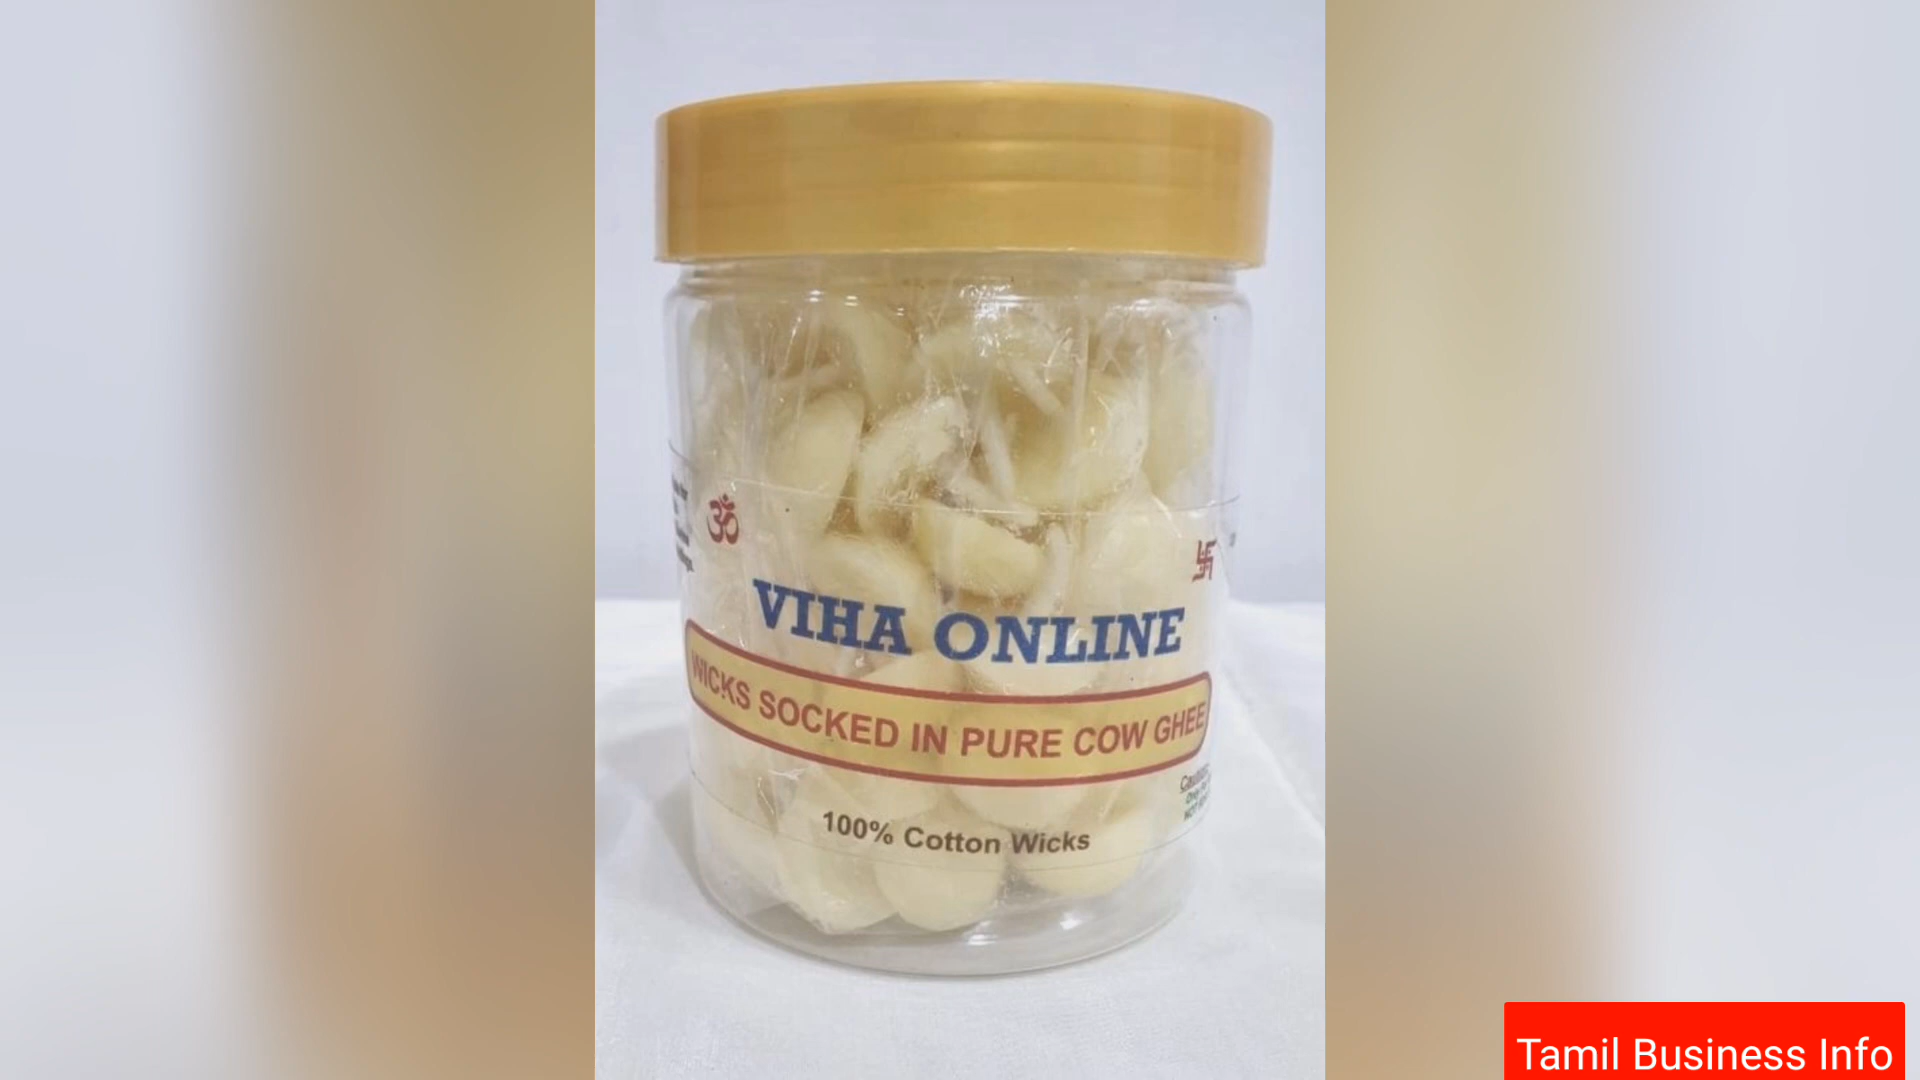 ॐ
VIHA ONLINE
WICKS SOCKED IN PURE COW GHEE
100% Cotton Wicks
Tamil Business Info